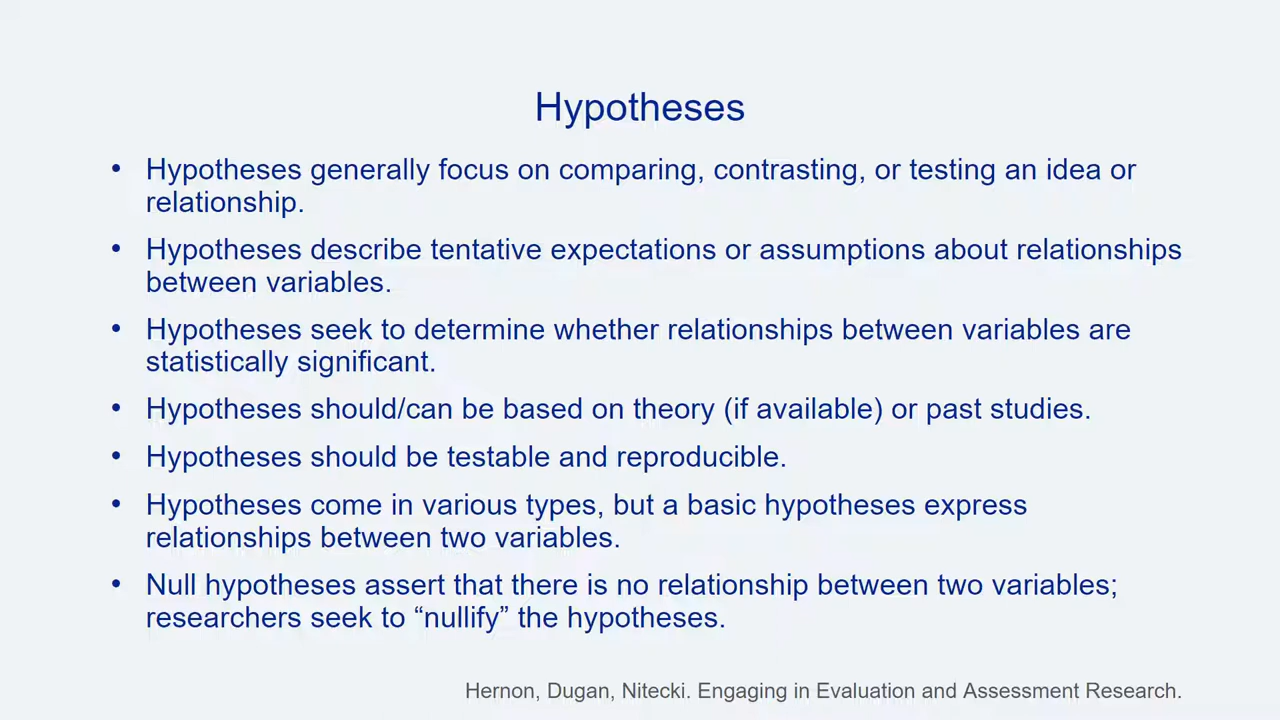 Hypotheses
• Hypotheses generally focus on comparing, contrasting, or testing an idea or
relationship.
• Hypotheses describe tentative expectations or assumptions about relationships
between variables.
• Hypotheses seek to determine whether relationships between variables are
statistically significant.
• Hypotheses should/can be based on theory (if available) or past studies.
• Hypotheses should be testable and reproducible.
• Hypotheses come in various types, but a basic hypotheses express
relationships between two variables.
• Null hypotheses assert that there is no relationship between two variables;
researchers seek to “nullify” the hypotheses.
Hernon, Dugan, Nitecki. Engaging in Evaluation and Assessment Research.